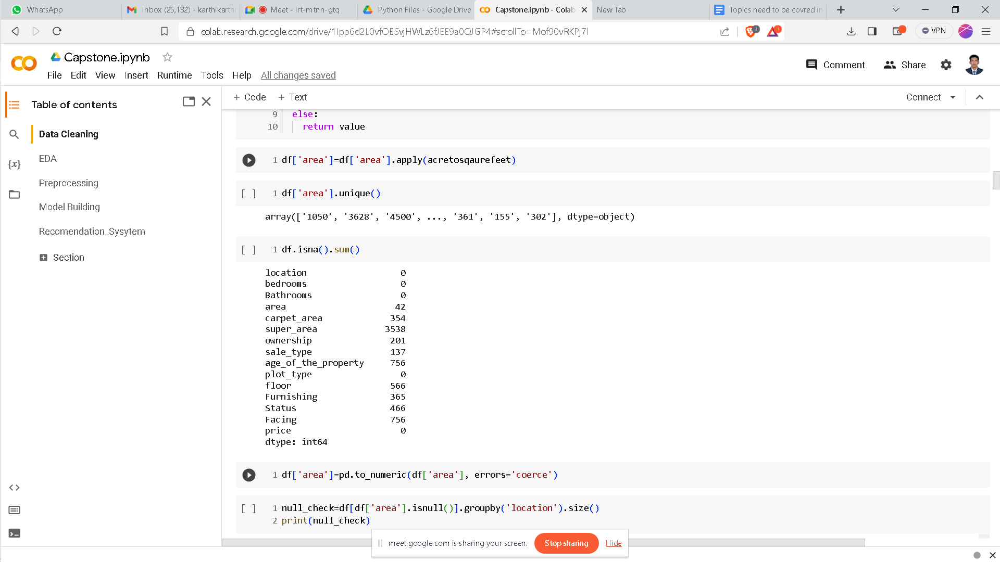 WhatsApp
Inbox (25,132) - karthikarthi
Meet - irt-mtnn-gtq
Python Files - Google Drive
Capstone.ipynb - Colab
New Tab
Topics need to be covred in
colab.research.google.com/drive/
2
1
VPN
Capstone.ipynb
File Edit View Insert Runtime Tools Help All changes saved
Comment
Share
Table of contents
+ Code + Text
Connect
Data Cleaning
EDA
{x}
Preprocessing
Model Building
Recomendation_Sysytem
Section
9 else:
10 return value
1 df['area']=df['area'].apply(acretosqaurefeet)
[ ] 1 df['area'].unique()
array(['1050', '3628', '4500', ..., '361', '155', '302'], dtype=object)
[ ] 1 df.isna().sum()
location 0
bedrooms 0
Bathrooms 0
area 42
carpet_area 354
super_area 3538
ownership 201
sale_type 137
age_of_the_property 756
plot_type 0
floor 566
Furnishing 365
Status 466
Facing 756
price 0
dtype: int64
1 df['area']=pd.to_numeric(df['area'], errors='coerce')
[ ] 1 null_check=df[df['area'].isnull()].groupby('location').size()
2 print(null_check)
meet.google.com is sharing your screen.
Stop sharing
Hide